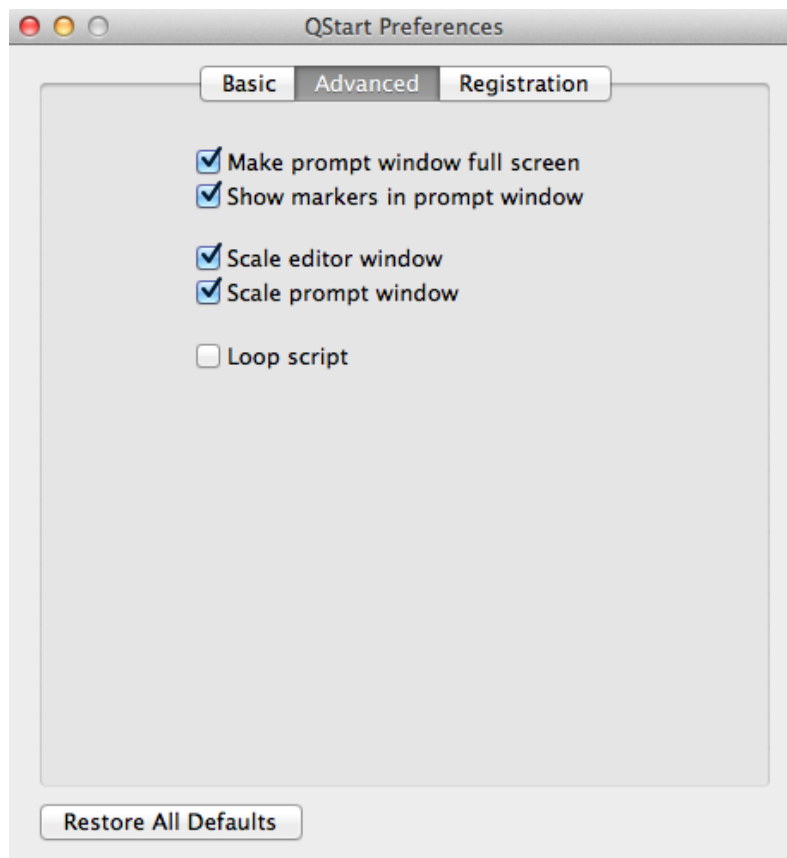 QStart Preferences
Basic Advanced Registration
Make prompt window full screen
Show markers in prompt window
Scale editor window
Scale prompt window
Loop script
Restore All Defaults